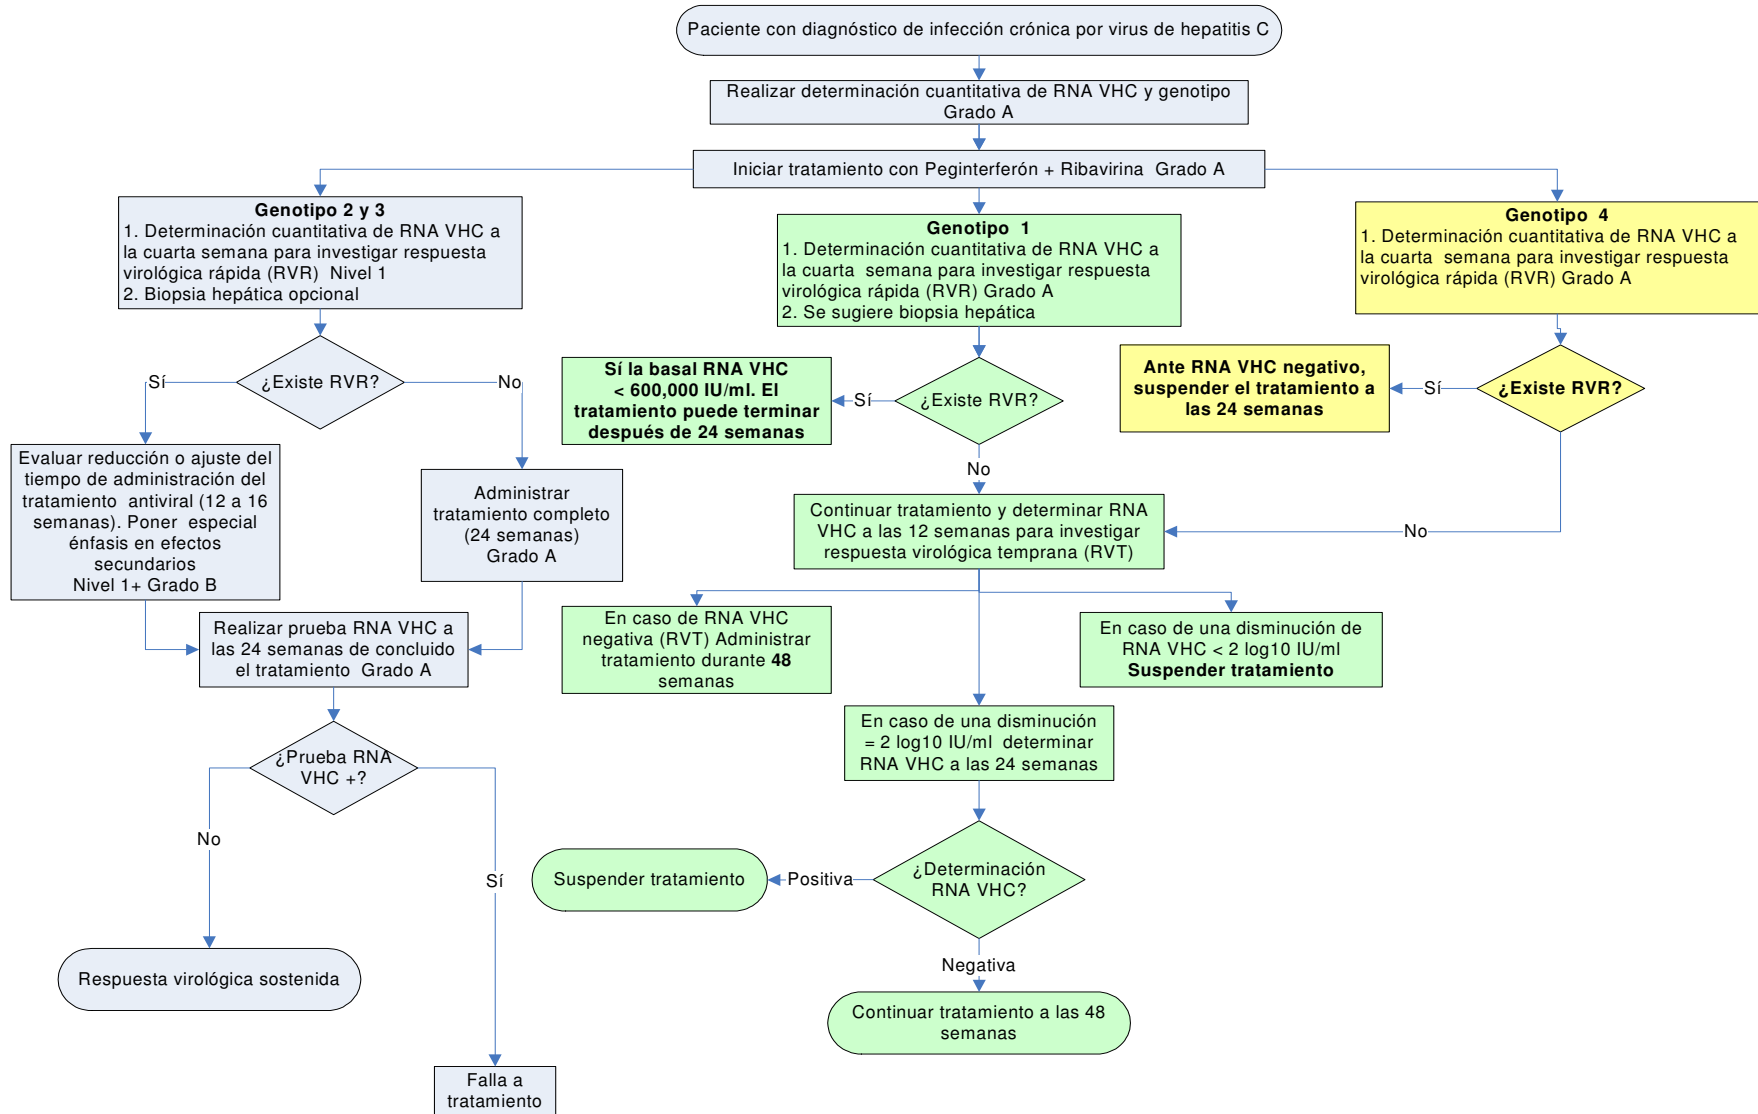 Paciente con diagnóstico de infección crónica por virus de hepatitis C
Realizar determinación cuantitativa de RNA VHC y genotipo
Grado A
Iniciar tratamiento con Peginterferón + Ribavirina  Grado A
Genotipo 2 y 3
1. Determinación cuantitativa de RNA VHC a
la cuarta semana para investigar respuesta
virológica rápida (RVR)  Nivel 1
2. Biopsia hepática opcional
¿Existe RVR?
Sí
No
Evaluar reducción o ajuste del
tiempo de administración del
tratamiento  antiviral (12 a 16
semanas). Poner  especial
énfasis en efectos
secundarios
Nivel 1+ Grado B
Administrar
tratamiento completo
(24 semanas)
Grado A
Realizar prueba RNA VHC a
las 24 semanas de concluido
el tratamiento  Grado A
¿Prueba RNA
VHC +?
No
Sí
Respuesta virológica sostenida
Falla a
tratamiento
Genotipo  1
1. Determinación cuantitativa de RNA VHC a
la cuarta  semana para investigar respuesta
virológica rápida (RVR) Grado A
2. Se sugiere biopsia hepática
¿Existe RVR?
Sí
Sí la basal RNA VHC
< 600,000 IU/ml. El
tratamiento puede terminar
después de 24 semanas
No
Continuar tratamiento y determinar RNA
VHC a las 12 semanas para investigar
respuesta virológica temprana (RVT)
En caso de RNA VHC
negativa (RVT) Administrar
tratamiento durante 48
semanas
En caso de una disminución de
RNA VHC < 2 log10 IU/ml
Suspender tratamiento
En caso de una disminución
= 2 log10 IU/ml  determinar
RNA VHC a las 24 semanas
¿Determinación
RNA VHC?
Positiva
Suspender tratamiento
Negativa
Continuar tratamiento a las 48
semanas
Genotipo  4
1. Determinación cuantitativa de RNA VHC a
la cuarta  semana para investigar respuesta
virológica rápida (RVR) Grado A
¿Existe RVR?
Sí
Ante RNA VHC negativo,
suspender el tratamiento a
las 24 semanas
No